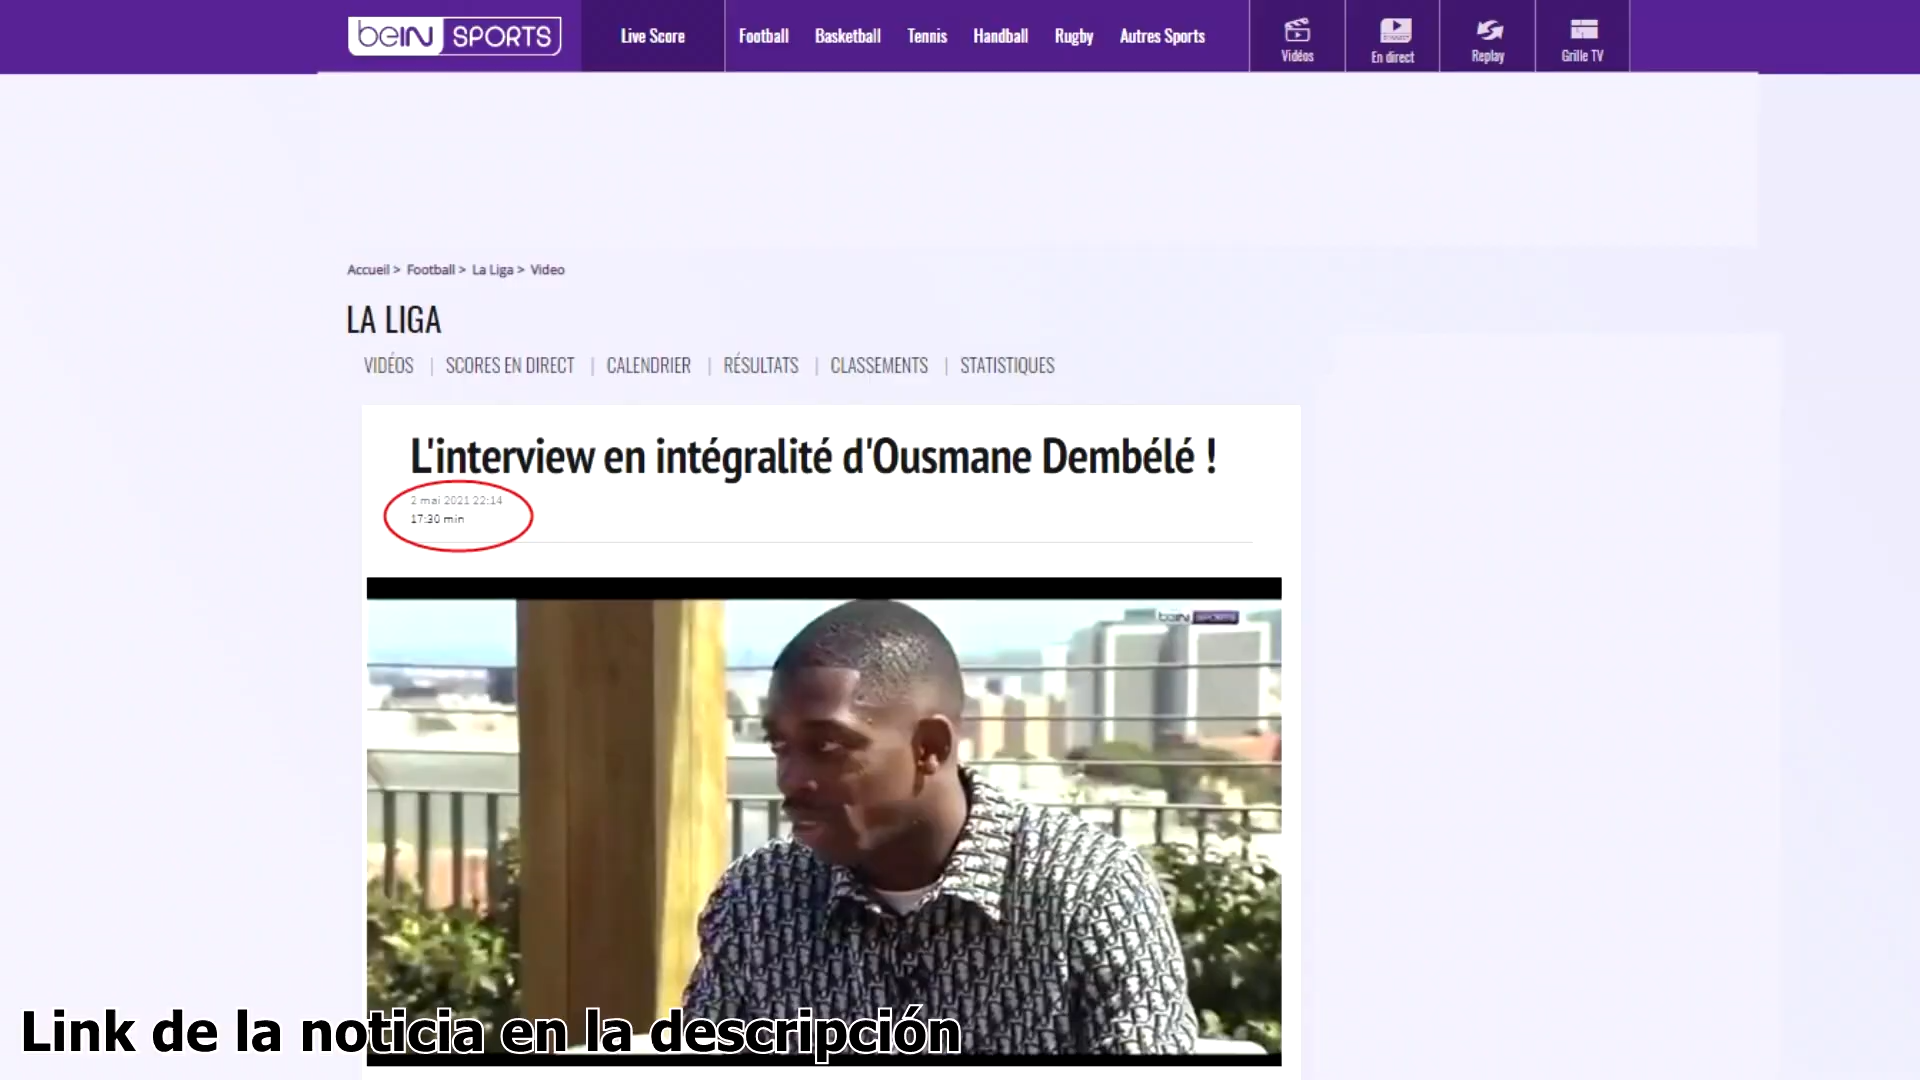 beIN SPORTS
Live Score
Football
Basketball
Tennis
Handball
Rugby
Autres Sports
Vidéos
En direct
Replay
Grille TV
Accueil > Football > La Liga > Video
LA LIGA
VIDÉOS | SCORES EN DIRECT | CALENDRIER | RÉSULTATS | CLASSEMENTS | STATISTIQUES
L'interview en intégralité d'Ousmane Dembélé !
2 mai 2021 22:14
17:30 min
beIN SPORTS
Link de la noticia en la descripción